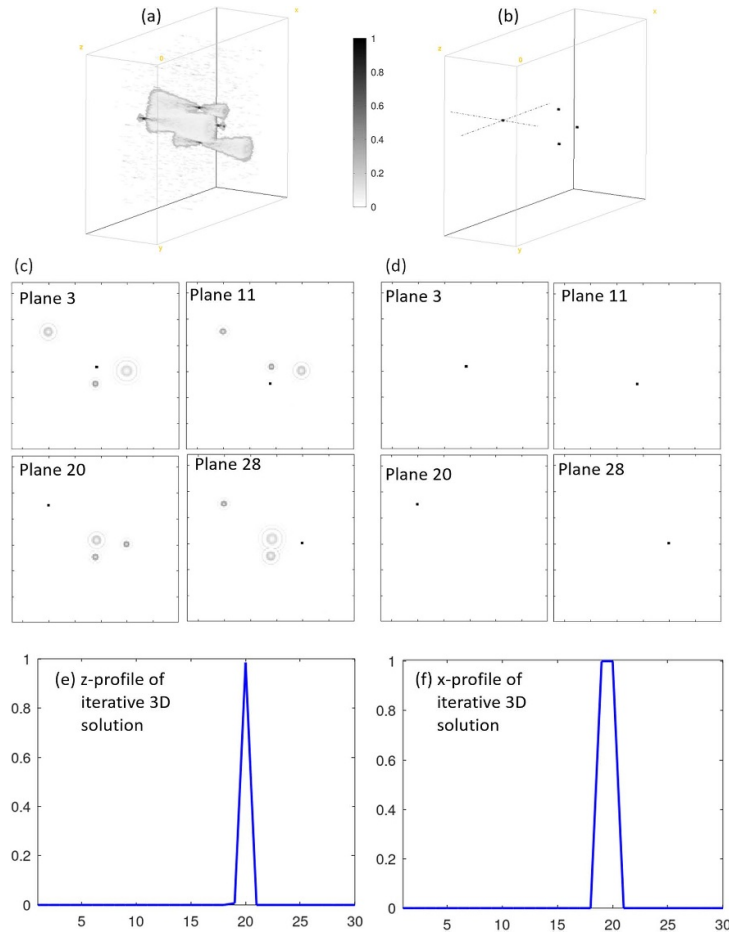 (a)
(b)
x
z
0
y
1
0.8
0.6
0.4
0.2
0
x
z
0
y
(c)
(d)
Plane 3
Plane 11
Plane 3
Plane 11
Plane 20
Plane 28
Plane 20
Plane 28
(e) z-profile of
iterative 3D
solution
1
0.8
0.6
0.4
0.2
0
5 10 15 20 25 30
(f) x-profile of
iterative 3D
solution
1
0.8
0.6
0.4
0.2
0
5 10 15 20 25 30